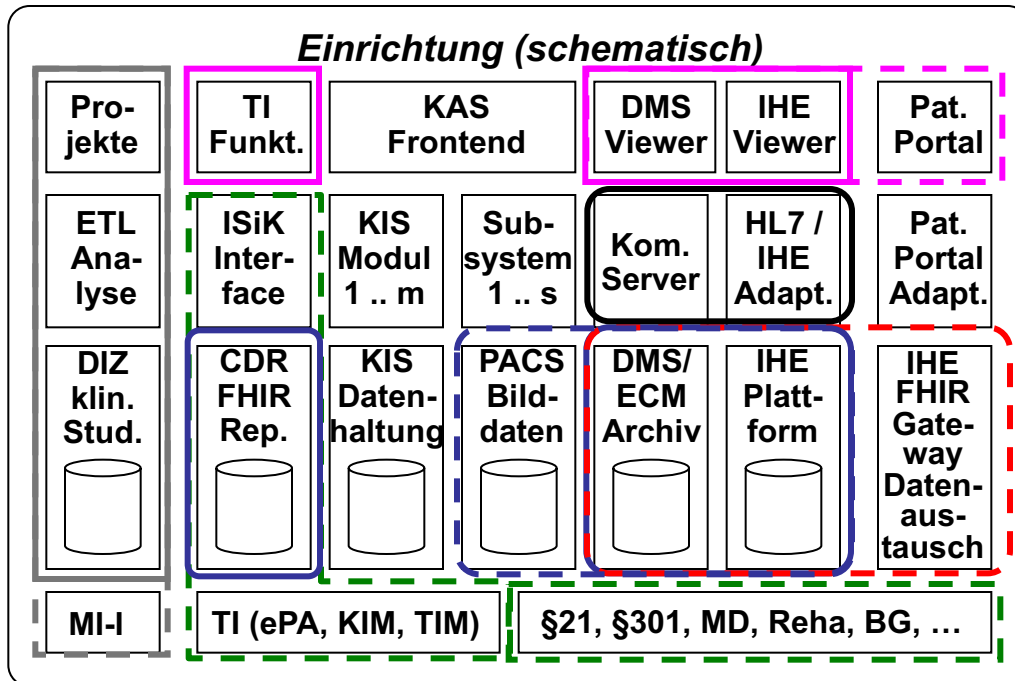 Einrichtung (schematisch)
Pro-
jekte
TI
Funkt.
KAS
Frontend
DMS
Viewer
IHE
Viewer
Pat.
Portal
ETL
Ana-
lyse
ISiK
Inter-
face
KIS
Modul
1 .. m
Sub-
system
1 .. s
Kom.
Server
HL7 /
IHE
Adapt.
Pat.
Portal
Adapt.
DIZ
klin.
Stud.
CDR
FHIR
Rep.
KIS
Daten-
haltung
PACS
Bild-
daten
DMS/
ECM
Archiv
IHE
Platt-
form
IHE
FHIR
Gate-
way
Daten-
aus-
tausch
MI-I
TI (ePA, KIM, TIM)
§21, §301, MD, Reha, BG, …